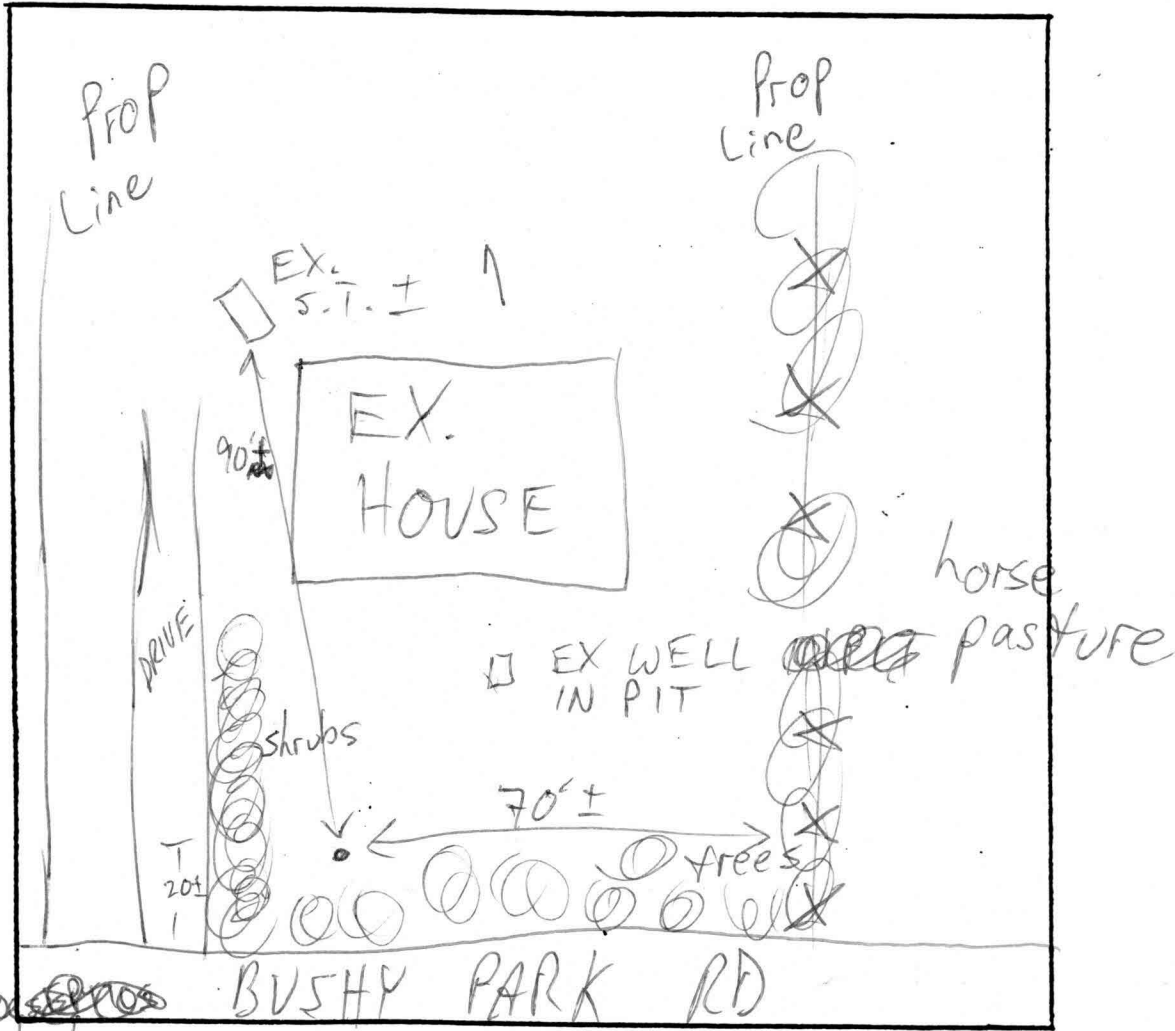 Prop
Line
Prop
Line
EX.
S.T. ±
90'±
EX.
HOUSE
DRIVE
horse
pasture
EX WELL
IN PIT
shrubs
70' ±
trees
20±
BUSHY PARK RD